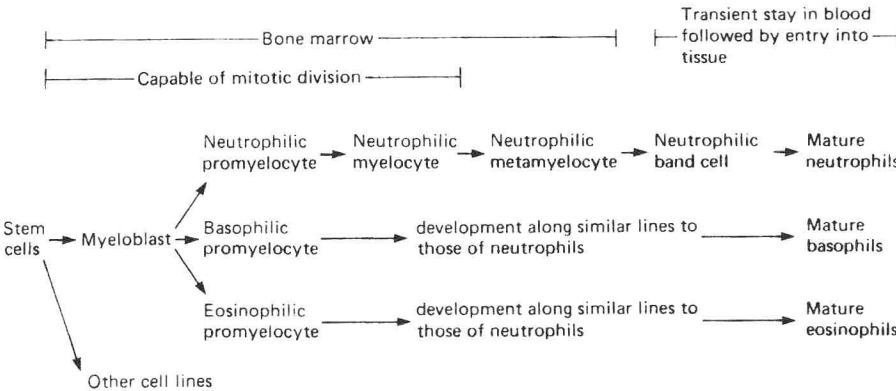 Transient stay in blood
followed by entry into
tissue
Bone marrow
Capable of mitotic division
Neutrophilic
promyelocyte
Neutrophilic
myelocyte
Neutrophilic
metamyelocyte
Neutrophilic
band cell
Mature
neutrophils
Stem
cells
Myeloblast
Basophilic
promyelocyte
development along similar lines to
those of neutrophils
Mature
basophils
Eosinophilic
promyelocyte
development along similar lines to
those of neutrophils
Mature
eosinophils
Other cell lines